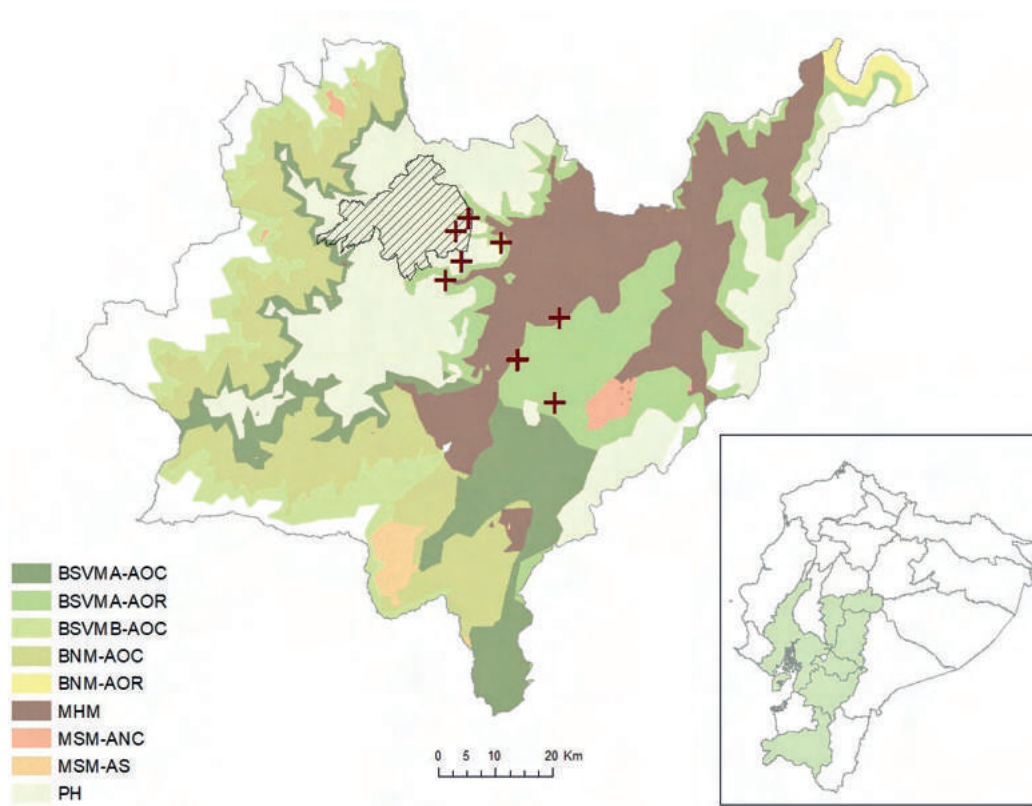 BSVMA-AOC
BSVMA-AOR
BSVMB-AOC
BNM-AOC
BNM-AOR
MHM
MSM-ANC
MSM-AS
PH
0 5 10 20 Km